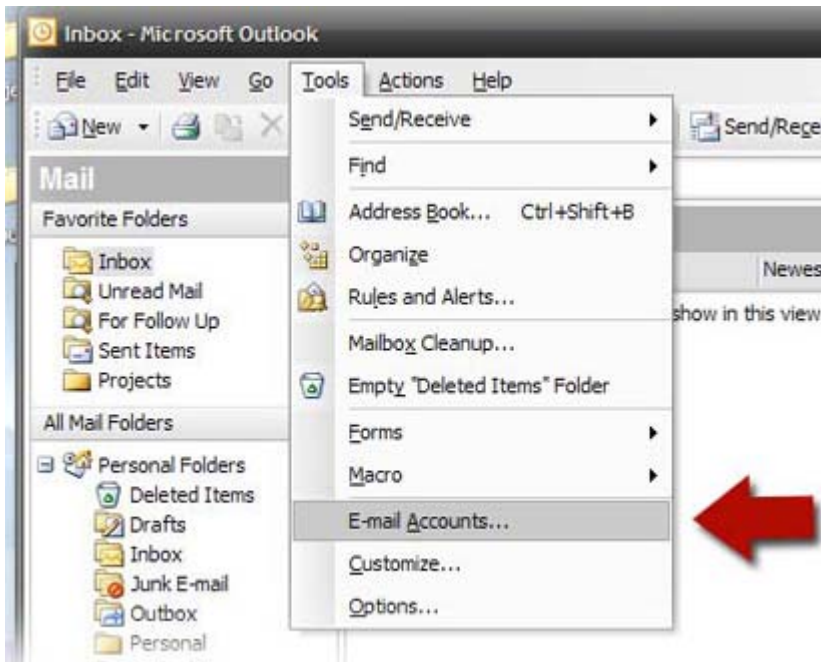 Inbox - Microsoft Outlook
File Edit View Go Tools Actions Help
New
Send/Rece
Mail
Favorite Folders
Inbox
Unread Mail
For Follow Up
Sent Items
Projects
All Mail Folders
Personal Folders
Deleted Items
Drafts
Inbox
Junk E-mail
Outbox
Personal
Send/Receive
Find
Address Book... Ctrl+Shift+B
Organize
Rules and Alerts...
Mailbox Cleanup...
Empty "Deleted Items" Folder
Forms
Macro
E-mail Accounts...
Customize...
Options...
Newes
show in this view